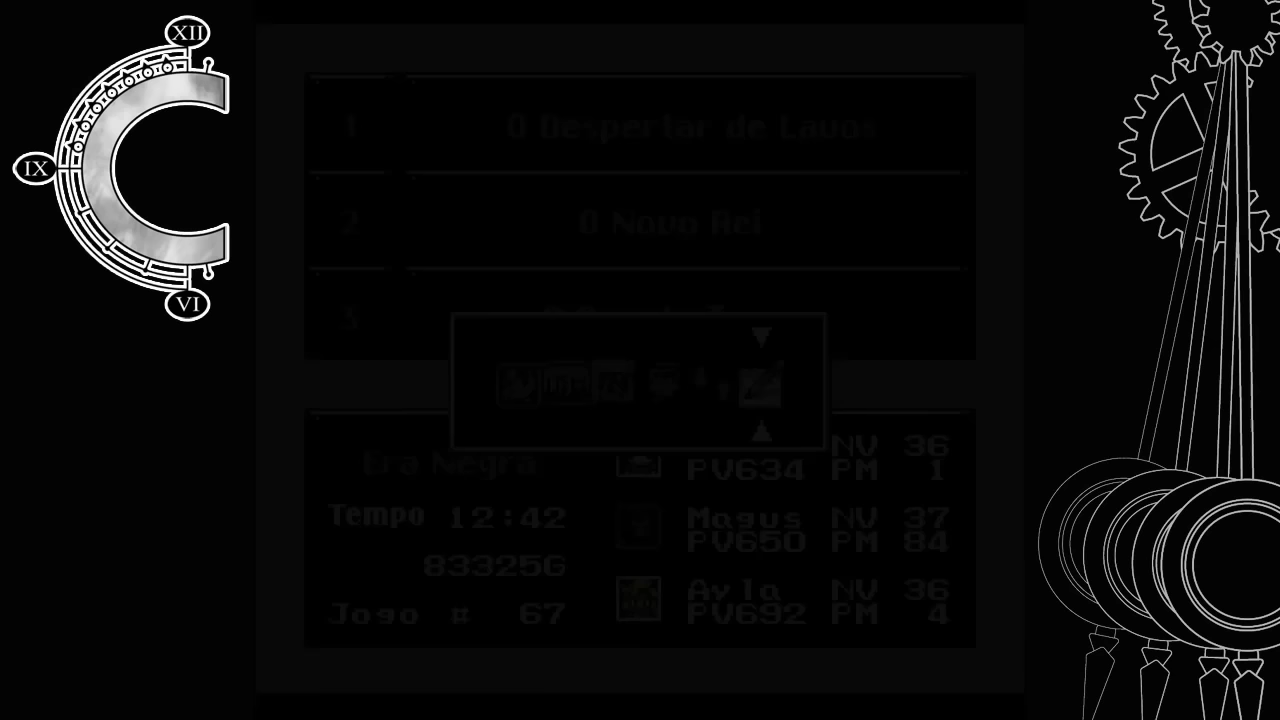 XII
IX
VI
1 O Despertar de Lavos
2 O Novo Rei
3
Era Negra
NV 36
PV634 PM 1
Tempo 12:42
Magus NV 37
PV650 PM 84
83325G
Ayla NV 36
Jogo # 67
PV692 PM 4